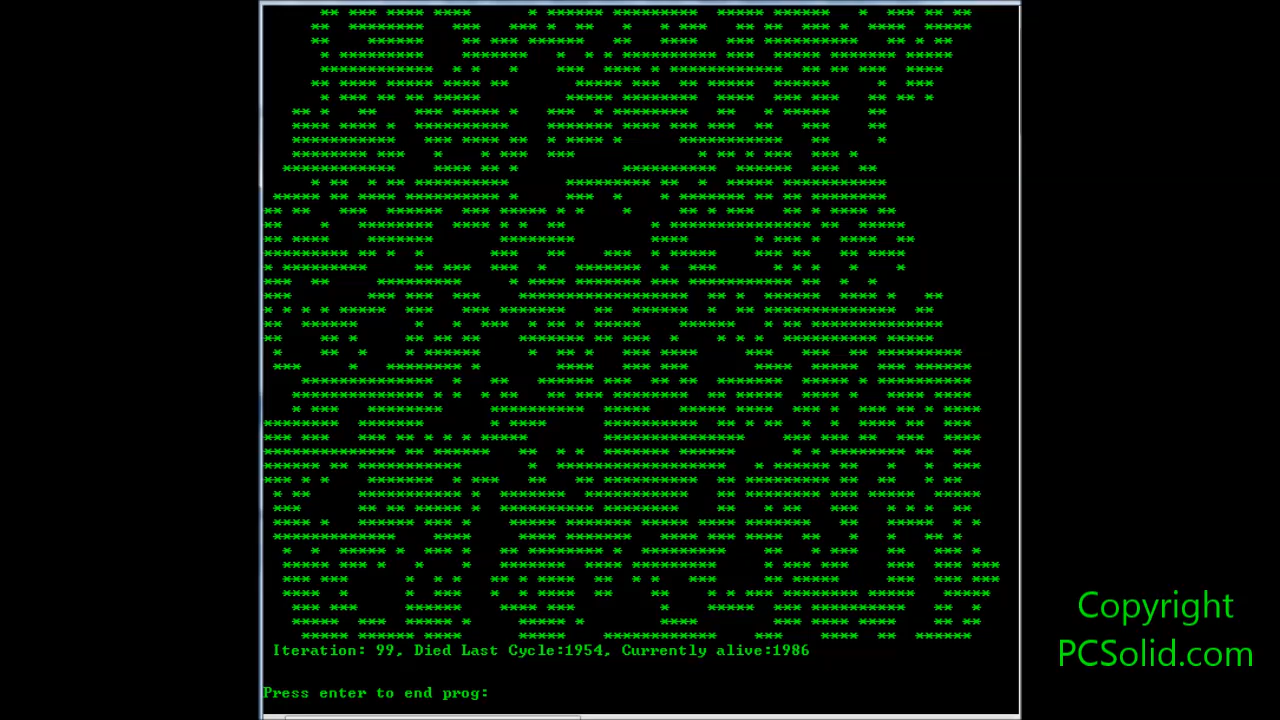 Iteration: 99, Died Last Cycle:1954, Currently alive:1986
Press enter to end prog:
Copyright
PCSolid.com